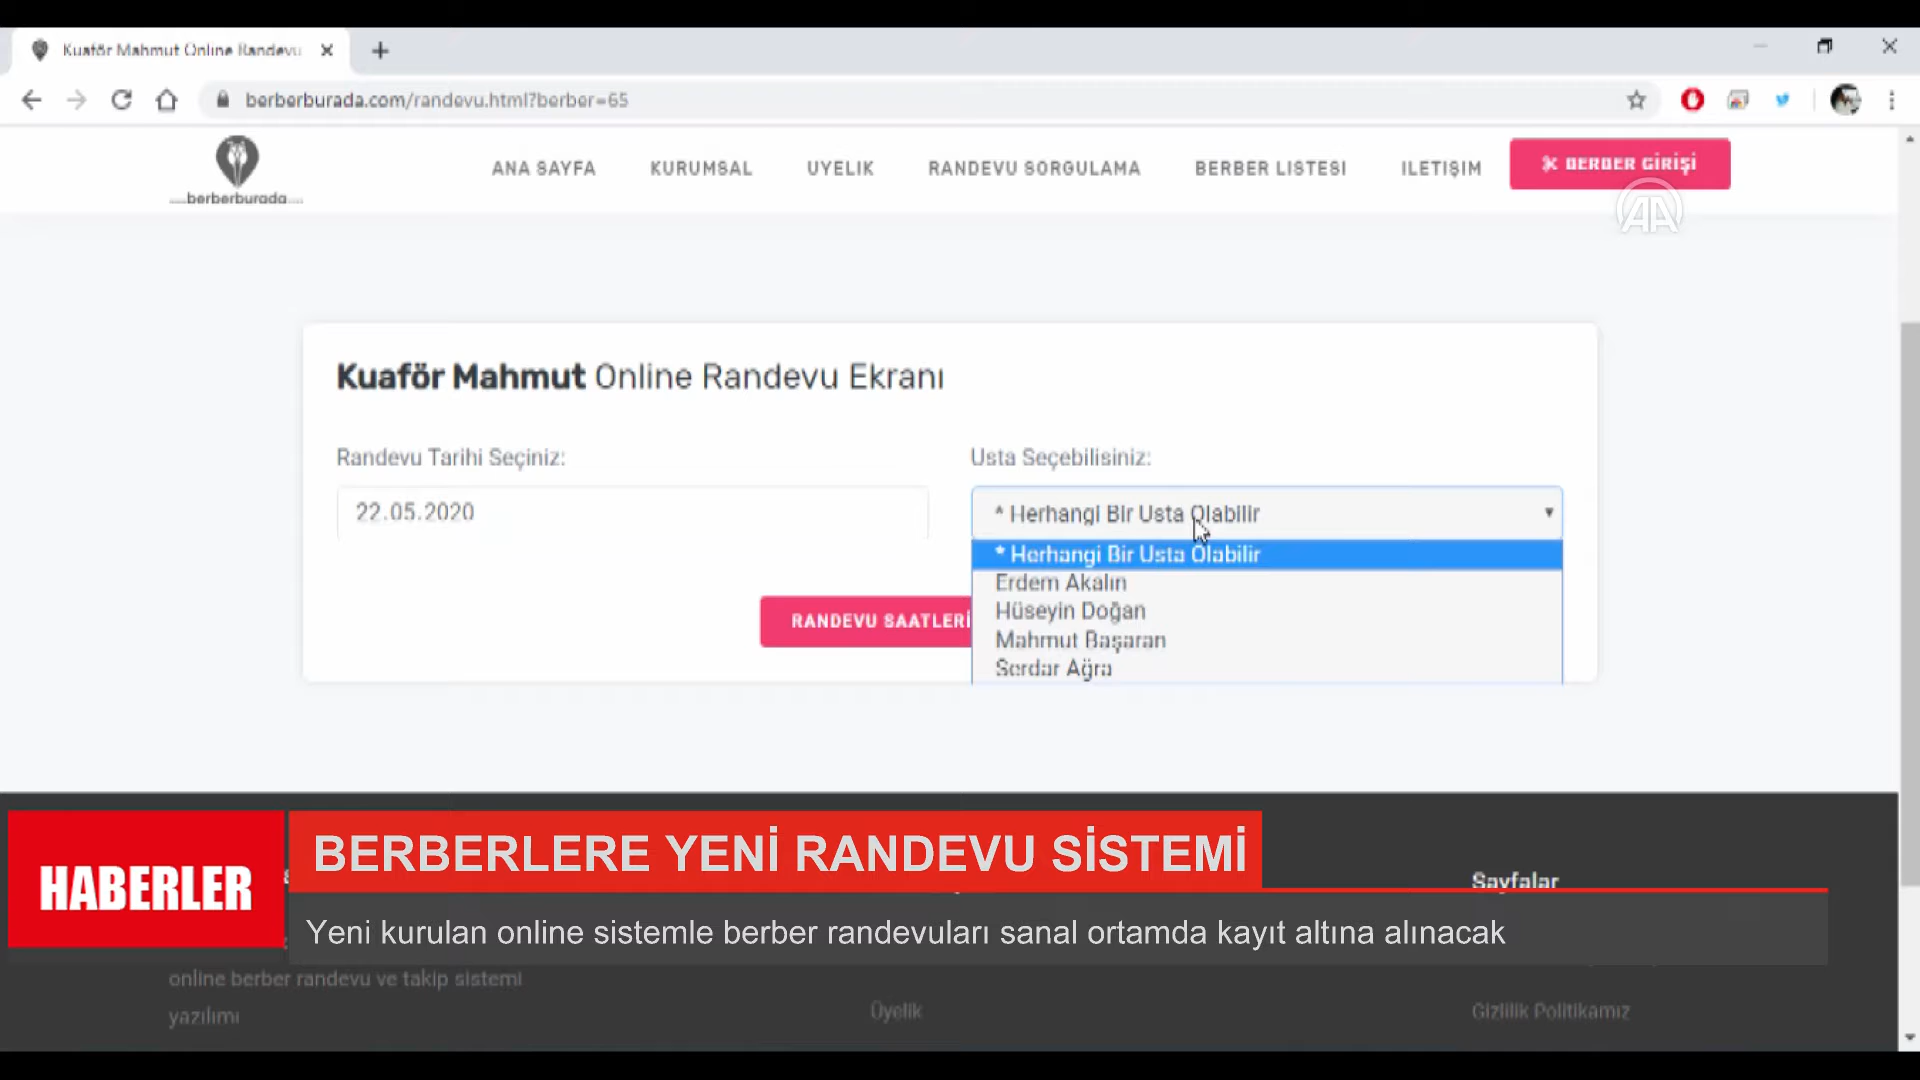 Kuaför Mahmut Online Randevu
berberburada.com/randevu.html?berber=65
berberburada
ANA SAYFA KURUMSAL UYELIK RANDEVU SORGULAMA BERBER LISTESI ILETIŞIM BERBER GİRİŞİ
AA
Kuaför Mahmut Online Randevu Ekranı
Randevu Tarihi Seçiniz: Usta Seçebilisiniz:
22.05.2020 * Herhangi Bir Usta Olabilir
* Herhangi Bir Usta Olabilir
Erdem Akalın
Hüseyin Doğan
RANDEVU SAATLERİ
Mahmut Başaran
Serdar Ağra
HABERLER
BERBERLERE YENİ RANDEVU SİSTEMİ
Sayfalar
Yeni kurulan online sistemle berber randevuları sanal ortamda kayıt altına alınacak
online berber randevu ve takip sistemi
yazılımı
Üyelik
Gizlilik Politikamız